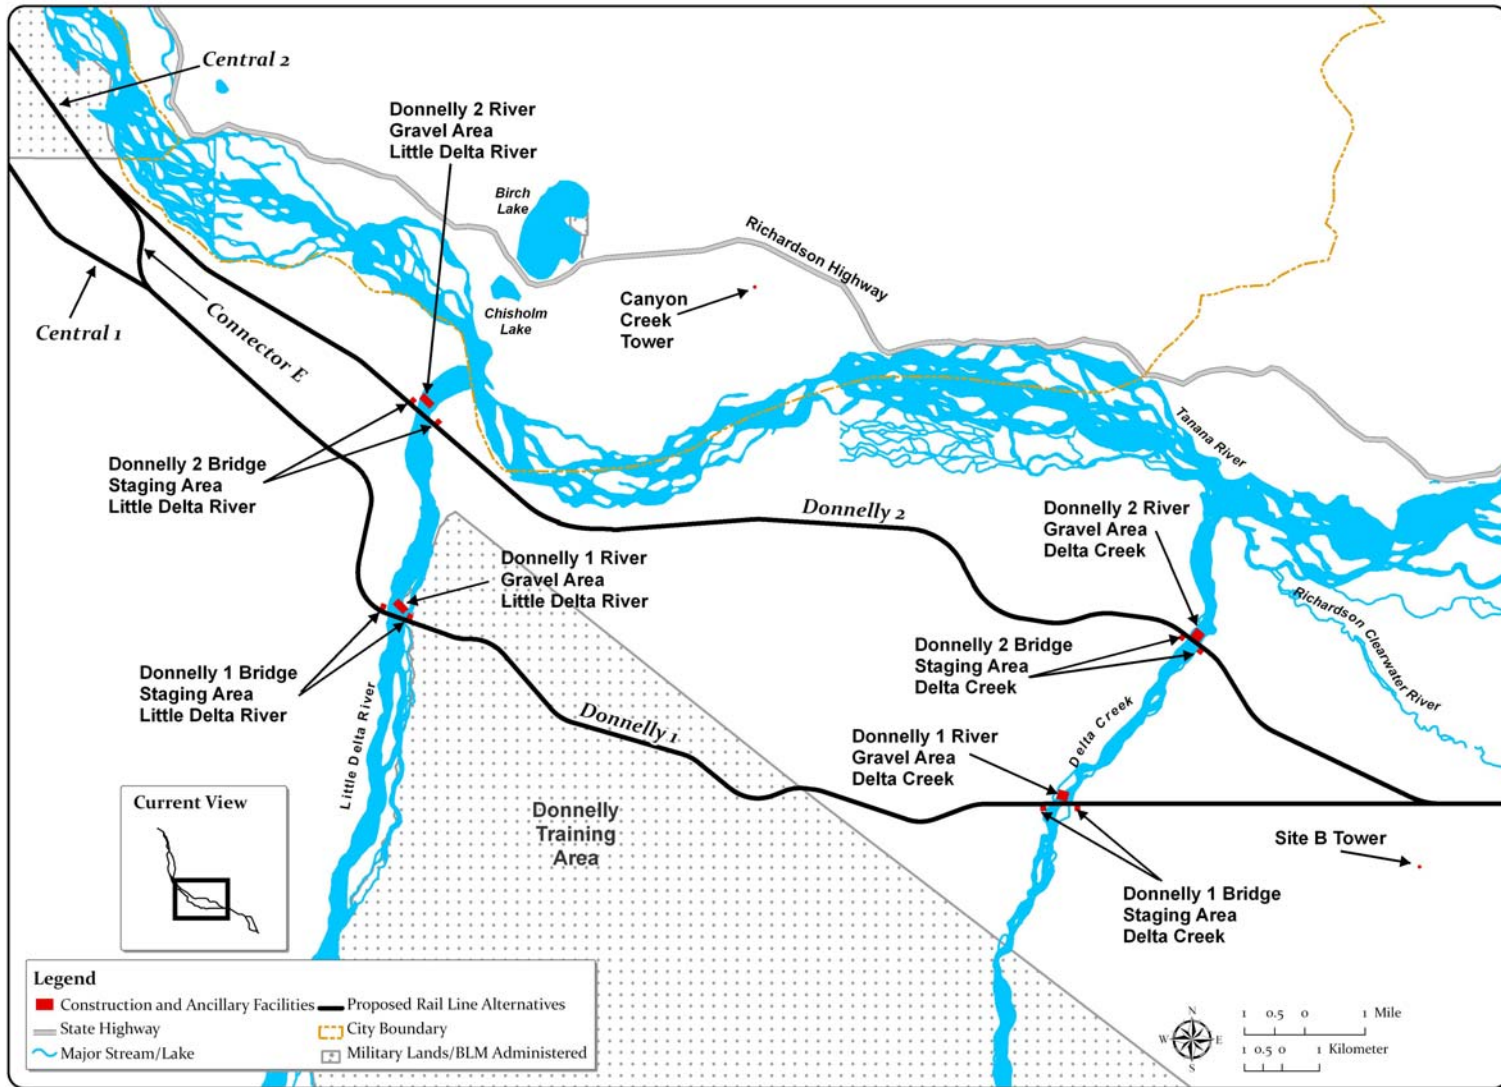 Central 2
Donnelly 2 River
Gravel Area
Little Delta River
Birch
Lake
Richardson Highway
Chisholm
Lake
Canyon
Creek
Tower
Central 1
Connector E
Tanana River
Donnelly 2 Bridge
Staging Area
Little Delta River
Donnelly 2
Donnelly 2 River
Gravel Area
Delta Creek
Donnelly 1 River
Gravel Area
Little Delta River
Richardson Clearwater River
Donnelly 2 Bridge
Staging Area
Delta Creek
Donnelly 1 Bridge
Staging Area
Little Delta River
Little Delta River
Donnelly 1
Delta Creek
Donnelly 1 River
Gravel Area
Delta Creek
Current View
Donnelly
Training
Area
Site B Tower
Donnelly 1 Bridge
Staging Area
Delta Creek
Legend
Construction and Ancillary Facilities
Proposed Rail Line Alternatives
State Highway
City Boundary
Major Stream/Lake
Military Lands/BLM Administered
N
W E
S
1 0.5 0 1 Mile
1 0.5 0 1 Kilometer